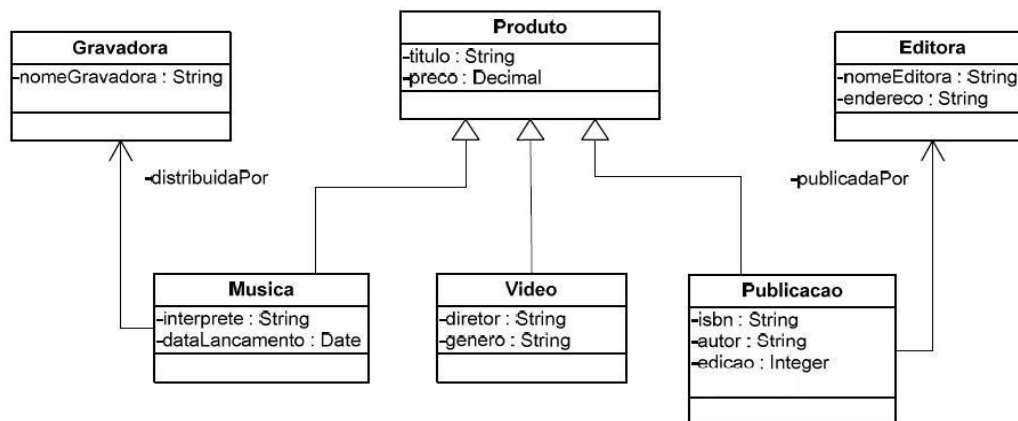 Gravadora
-nomeGravadora : String
Produto
-titulo : String
-preco : Decimal
Editora
-nomeEditora : String
-endereco : String
-distribuidaPor
-publicadaPor
Musica
-interprete : String
-dataLancamento : Date
Video
-diretor : String
-genero : String
Publicacao
-isbn : String
-autor : String
-edicao : Integer